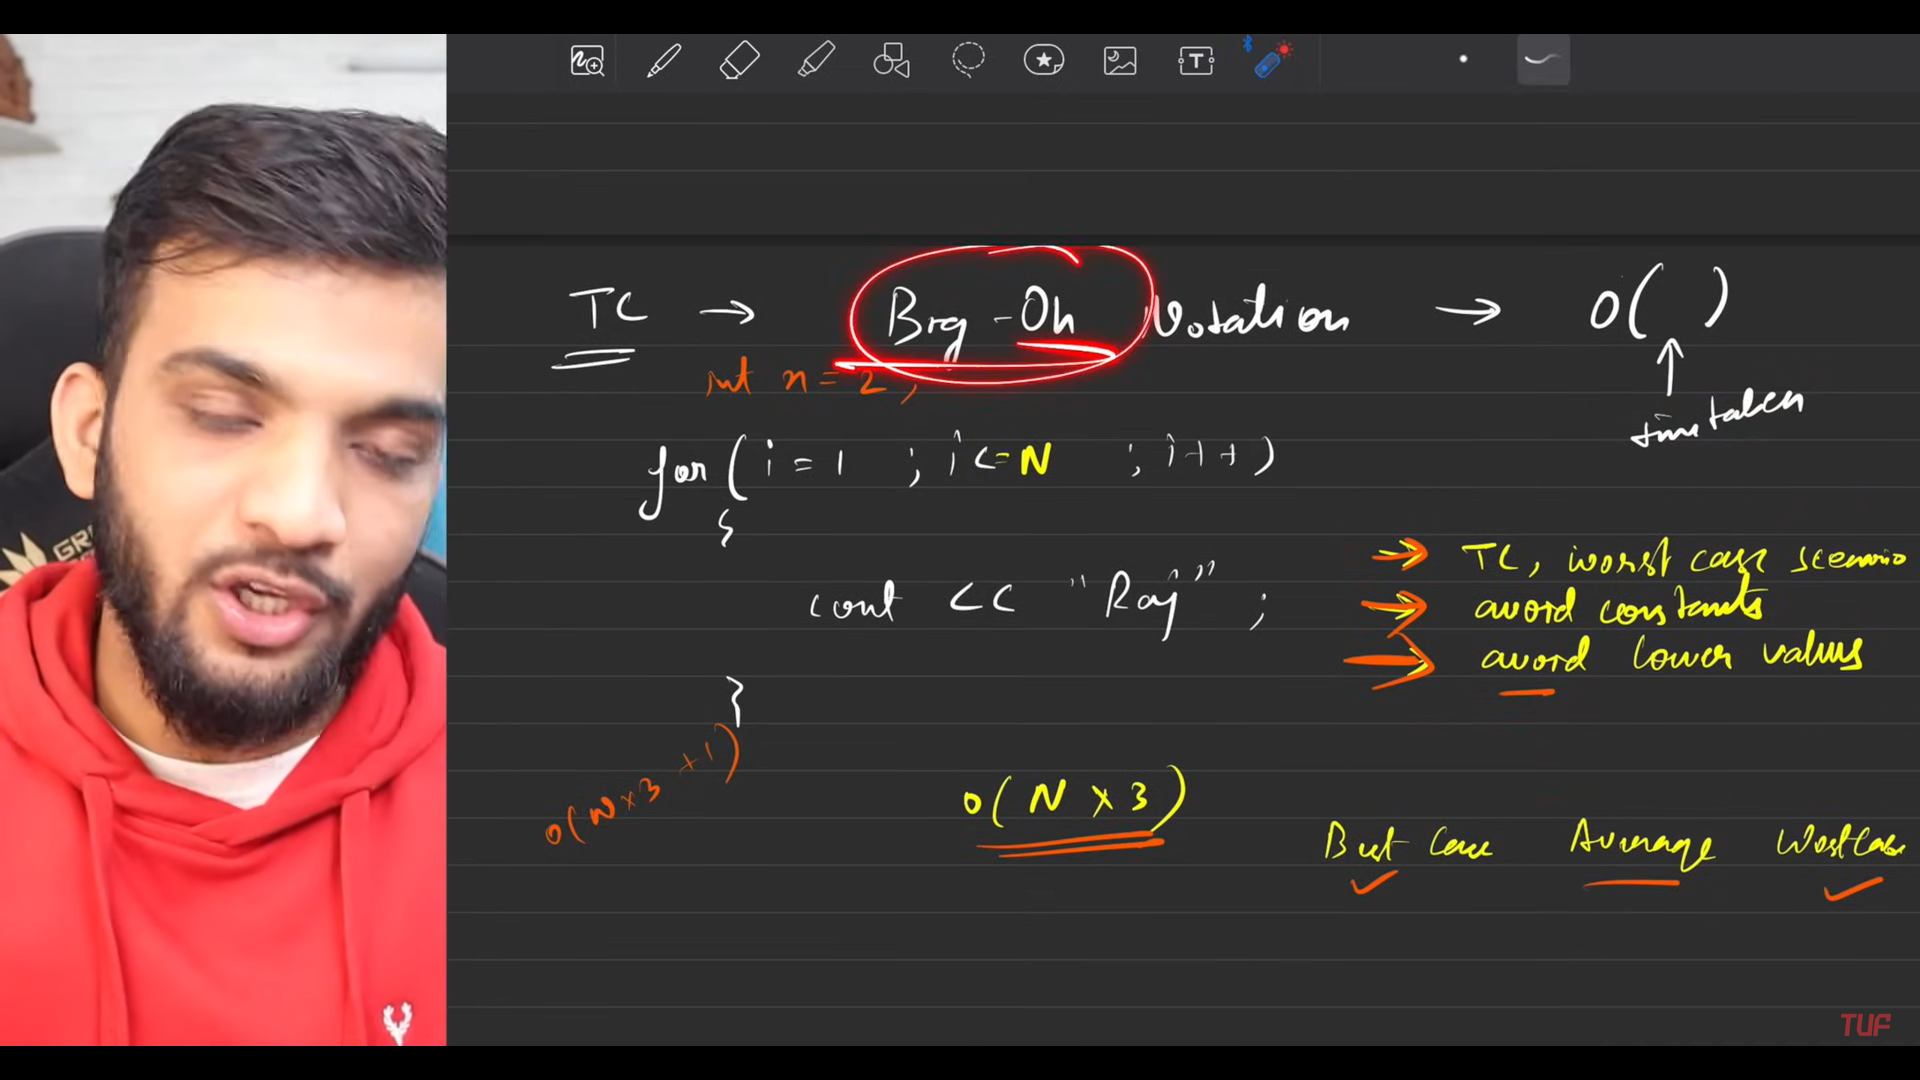 TC → Big-Oh Notation → O( )
int n = 2;
time taken
for(i = 1 ; i <= N ; i++)
{
cout << "Raj" ;
}
→ TC, worst case scenario
→ avoid constants
→ avoid lower values
O(N x 3 + 1)
O(N x 3)
Best Case Average Worst Case
GR
TUF